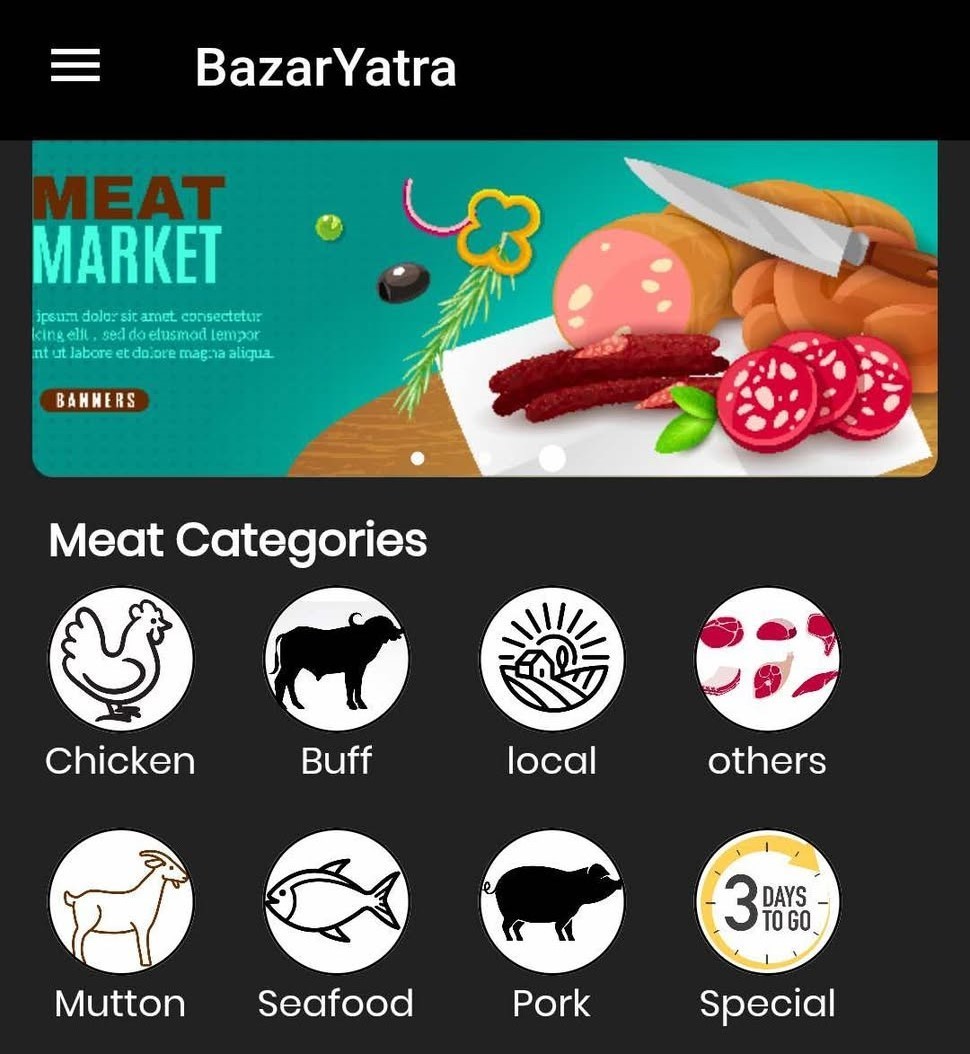 BazarYatra
MEAT
MARKET
ipsum dolor sit amet, consectetur
cing elit , sed do eiusmod tempor
nt ut labore et dolore magna aliqua.
BANNERS
Meat Categories
Chicken Buff local others
3 DAYS
TO GO
Mutton Seafood Pork Special